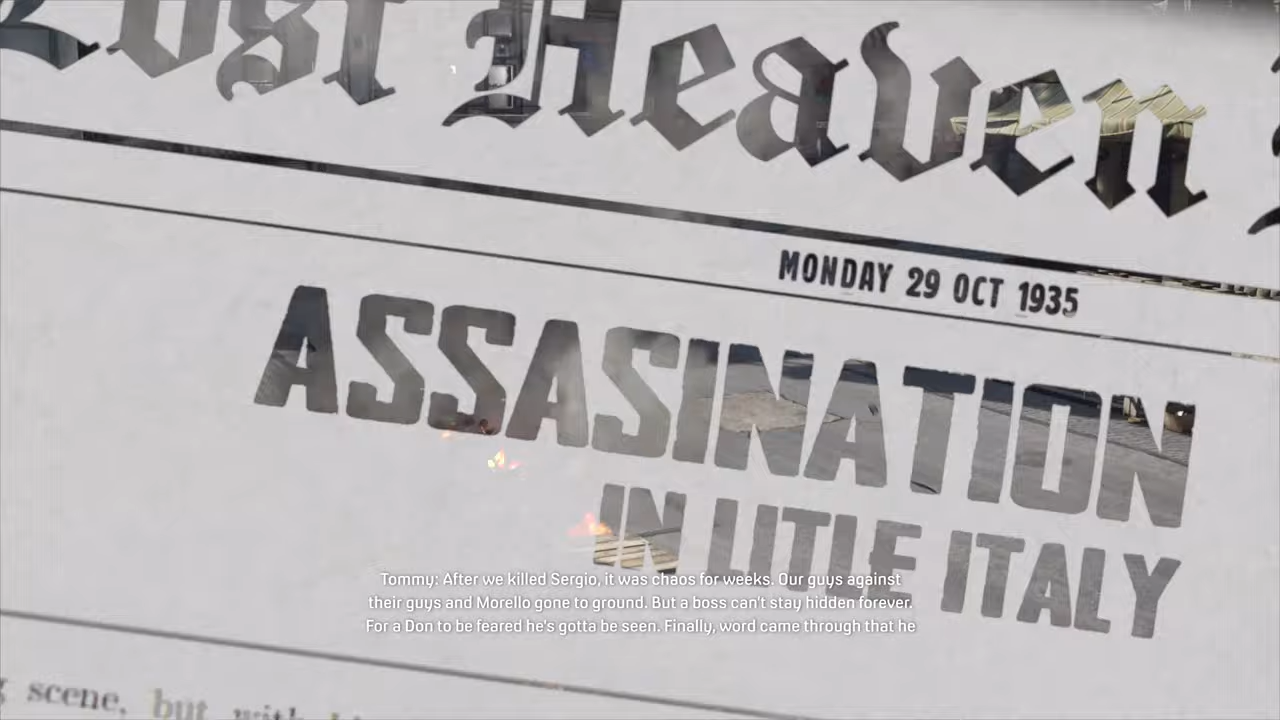 Lost Heaven
MONDAY 29 OCT 1935
ASSASINATION
IN LITLE ITALY
Tommy: After we killed Sergio, it was chaos for weeks. Our guys against
their guys and Morello gone to ground. But a boss can't stay hidden forever.
For a Don to be feared he's gotta be seen. Finally, word came through that he
scene, but with